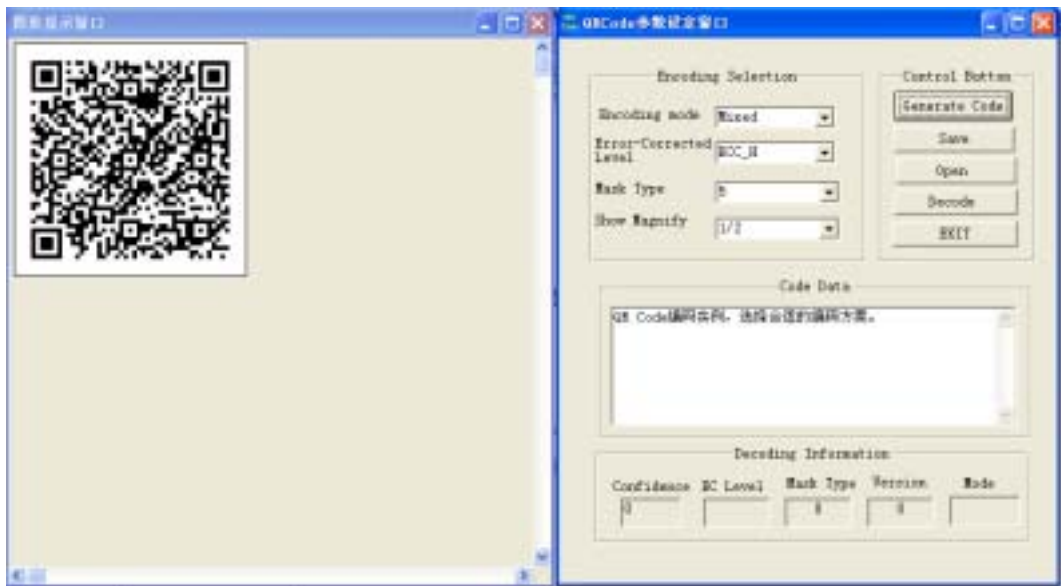 图形显示窗口
QRCode参数设定窗口
Encoding Selection
Encoding mode
Mixed
Error-Corrected
Level
ECC_H
Mask Type
Show Magnify
1/2
Control Button
Generate Code
Save
Open
Decode
EXIT
Code Data
QR Code编码实例，选择合适的编码方案。
Decoding Information
Confidence
EC Level
Mask Type
Version
Mode
0
0
0